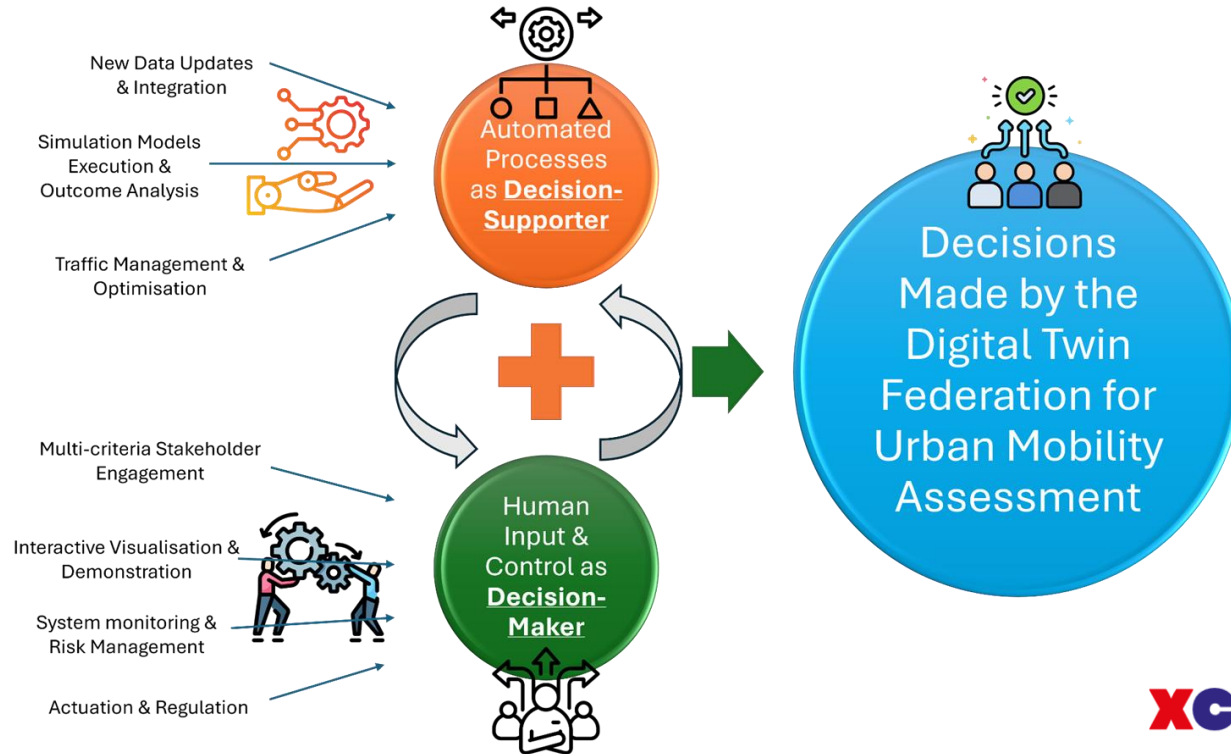 New Data Updates
& Integration
Simulation Models
Execution &
Outcome Analysis
Traffic Management &
Optimisation
Automated
Processes
as Decision-
Supporter
Multi-criteria Stakeholder
Engagement
Interactive Visualisation &
Demonstration
System monitoring &
Risk Management
Actuation & Regulation
Human
Input &
Control as
Decision-
Maker
Decisions
Made by the
Digital Twin
Federation for
Urban Mobility
Assessment
XC